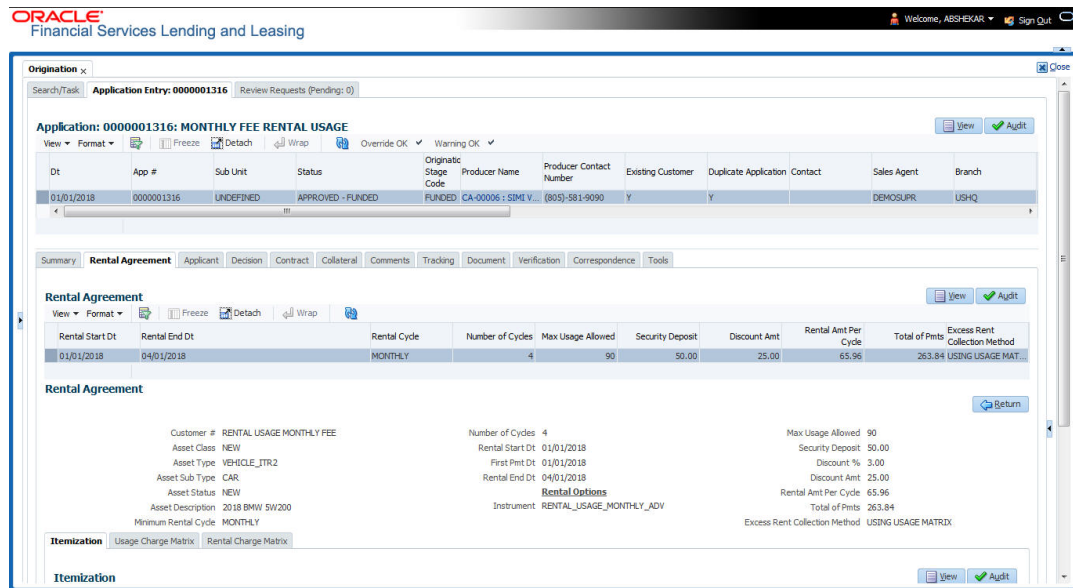 ORACLE
Financial Services Lending and Leasing
Welcome, ABSHEKAR Sign Out
Origination x Close
Search/Task Application Entry: 0000001316 Review Requests (Pending: 0)
Application: 0000001316: MONTHLY FEE RENTAL USAGE View Audit
View Format Freeze Detach Wrap Override OK Warning OK
Dt App # Sub Unit Status Originatic Stage Code Producer Name Producer Contact Number Existing Customer Duplicate Application Contact Sales Agent Branch
01/01/2018 0000001316 UNDEFINED APPROVED - FUNDED FUNDED CA-00006 : SIMI V... (805)-581-9090 Y Y DEMOSUPR USHQ
Summary Rental Agreement Applicant Decision Contract Collateral Comments Tracking Document Verification Correspondence Tools
Rental Agreement View Audit
View Format Freeze Detach Wrap
Rental Start Dt Rental End Dt Rental Cycle Number of Cycles Max Usage Allowed Security Deposit Discount Amt Rental Amt Per Cycle Total of Pmts Excess Rent Collection Method
01/01/2018 04/01/2018 MONTHLY 4 90 50.00 25.00 65.96 263.84 USING USAGE MAT...
Rental Agreement
Return
Customer # RENTAL USAGE MONTHLY FEE Number of Cycles 4 Max Usage Allowed 90
Asset Class NEW Rental Start Dt 01/01/2018 Security Deposit 50.00
Asset Type VEHICLE_ITR2 First Pmt Dt 01/01/2018 Discount % 3.00
Asset Sub Type CAR Rental End Dt 04/01/2018 Discount Amt 25.00
Asset Status NEW Rental Options Rental Amt Per Cycle 65.96
Asset Description 2018 BMW 5W200 Instrument RENTAL_USAGE_MONTHLY_ADV Total of Pmts 263.84
Minimum Rental Cycle MONTHLY Excess Rent Collection Method USING USAGE MATRIX
Itemization Usage Charge Matrix Rental Charge Matrix
Itemization View Audit